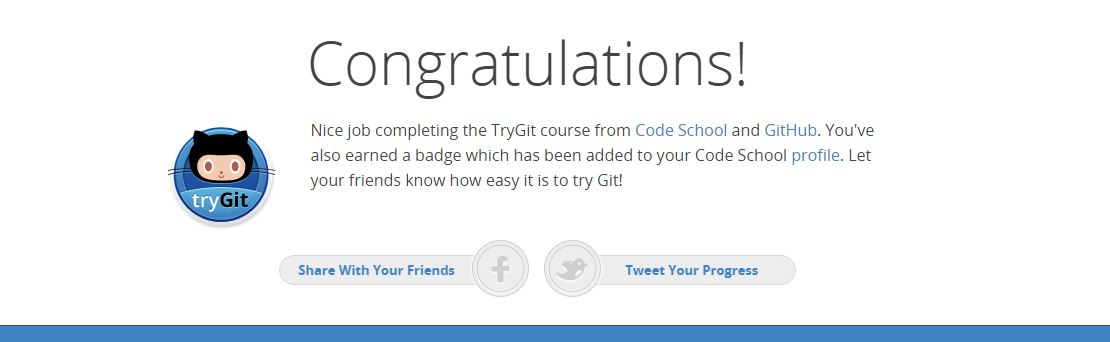 Congratulations!
Nice job completing the TryGit course from Code School and GitHub. You've
also earned a badge which has been added to your Code School profile. Let
your friends know how easy it is to try Git!
tryGit
Share With Your Friends
Tweet Your Progress